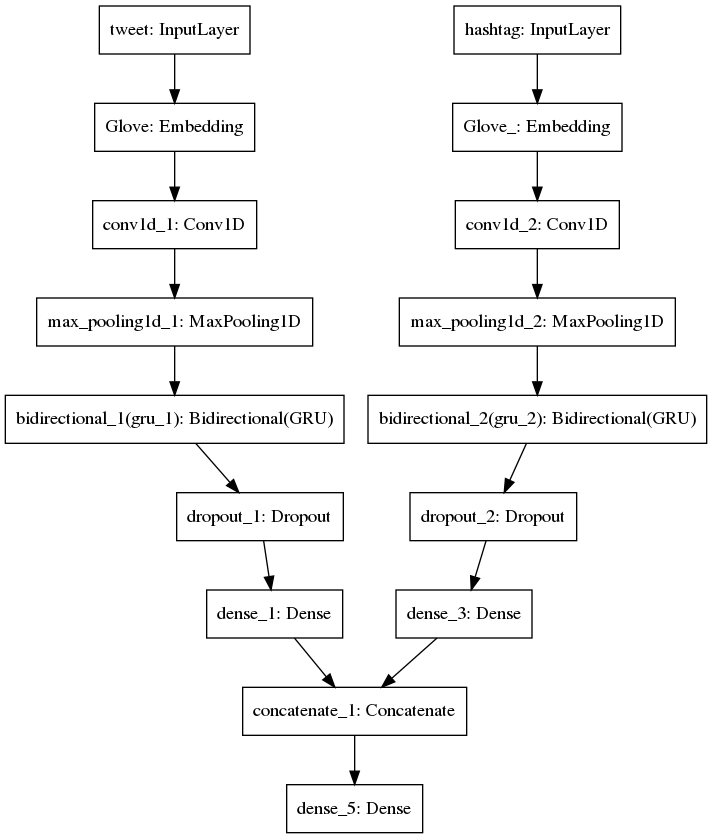 tweet: InputLayer
hashtag: InputLayer
Glove: Embedding
Glove_: Embedding
conv1d_1: Conv1D
conv1d_2: Conv1D
max_pooling1d_1: MaxPooling1D
max_pooling1d_2: MaxPooling1D
bidirectional_1(gru_1): Bidirectional(GRU)
bidirectional_2(gru_2): Bidirectional(GRU)
dropout_1: Dropout
dropout_2: Dropout
dense_1: Dense
dense_3: Dense
concatenate_1: Concatenate
dense_5: Dense